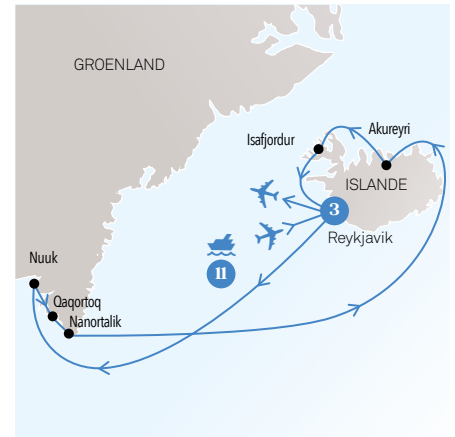 GROENLAND
Akureyri
Isafjordur
ISLANDE
3
Reykjavik
11
Nuuk
Qaqortoq
Nanortalik